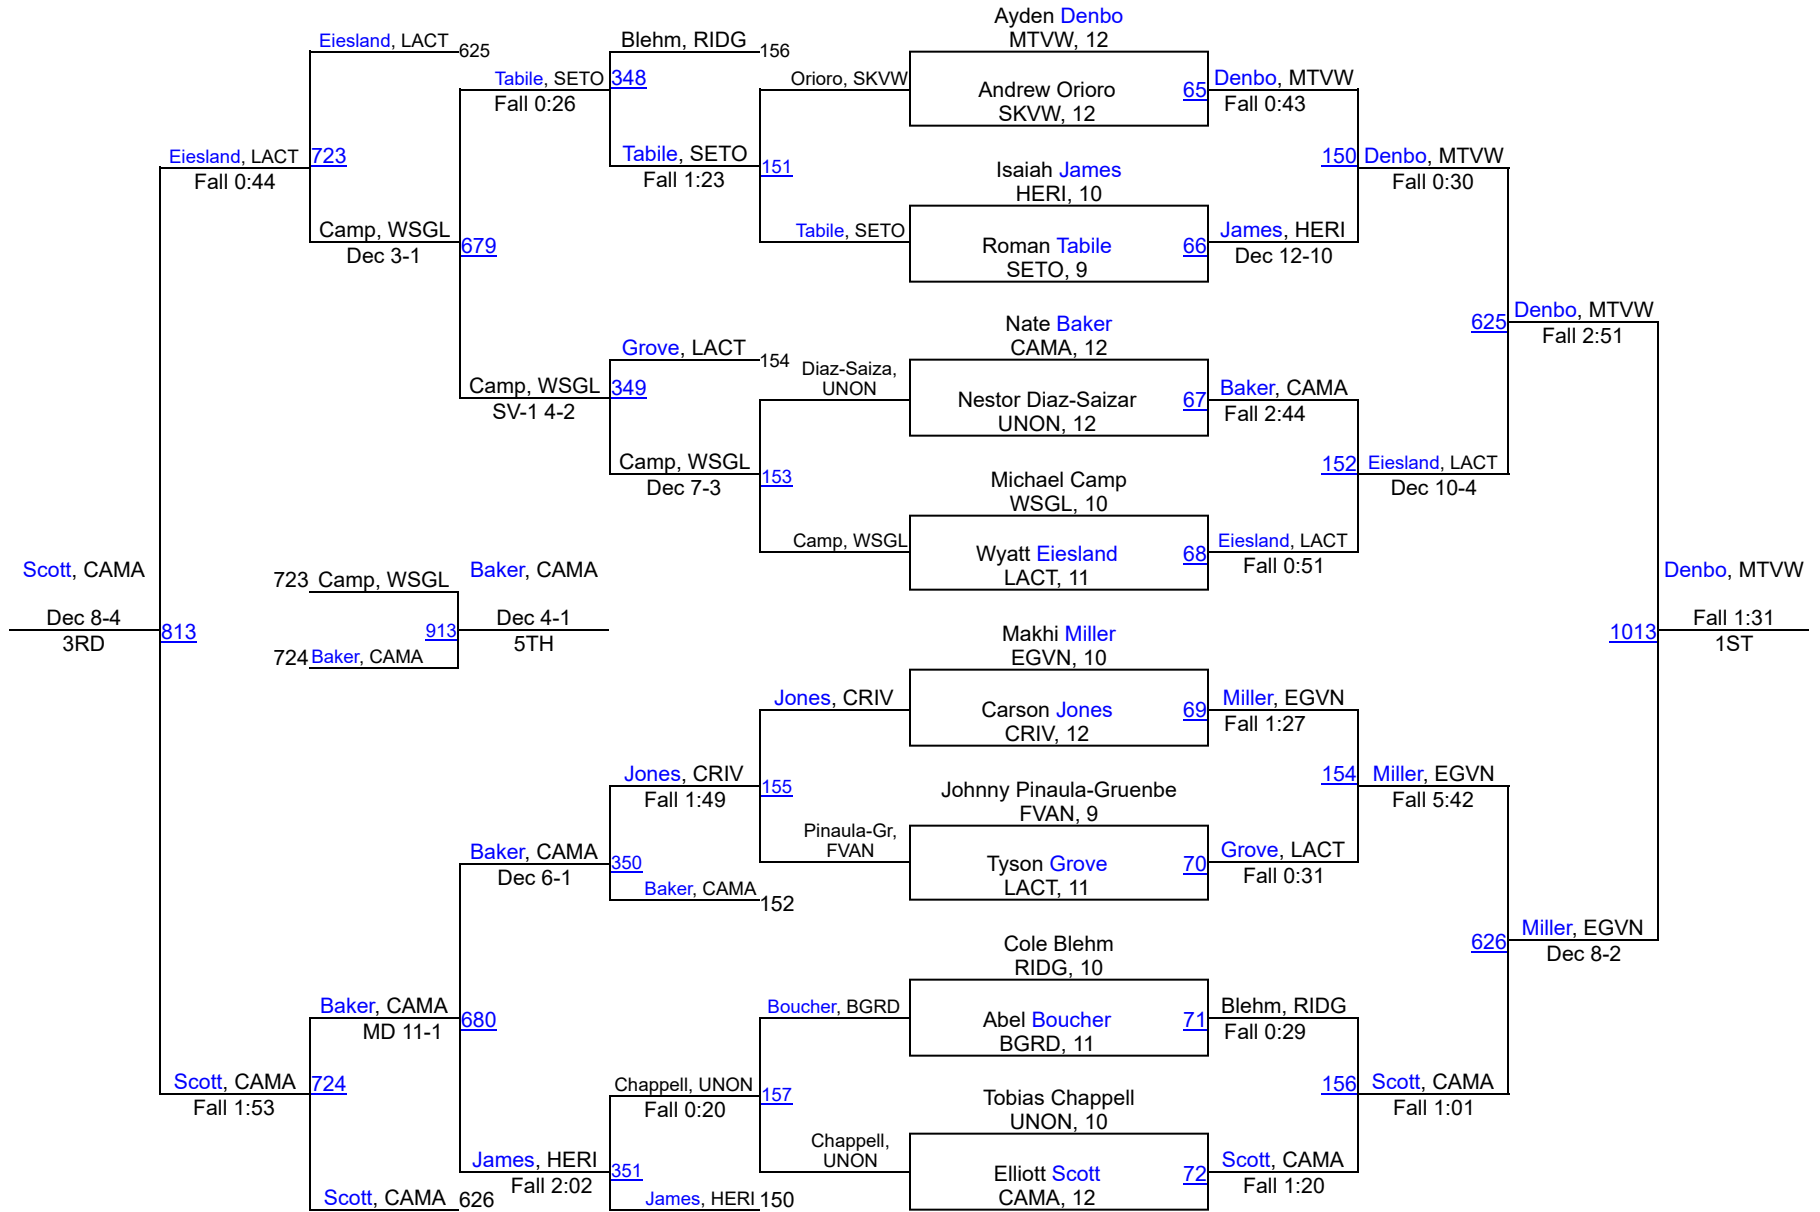 Ayden Denbo
MTVW, 12
Eiesland, LACT
625
Blehm, RIDG
156
Tabile, SETO
348
Fall 0:26
Orioro, SKVW
Andrew Orioro
SKVW, 12
65
Denbo, MTVW
Fall 0:43
Eiesland, LACT
723
Fall 0:44
Tabile, SETO
Fall 1:23
151
Isaiah James
HERI, 10
150
Denbo, MTVW
Fall 0:30
Camp, WSGL
Dec 3-1
679
Tabile, SETO
Roman Tabile
SETO, 9
66
James, HERI
Dec 12-10
Nate Baker
CAMA, 12
625
Denbo, MTVW
Fall 2:51
Grove, LACT
154
Camp, WSGL
349
SV-1 4-2
Diaz-Saiza,
UNON
Nestor Diaz-Saizar
UNON, 12
67
Baker, CAMA
Fall 2:44
Camp, WSGL
Dec 7-3
153
Michael Camp
WSGL, 10
152
Eiesland, LACT
Dec 10-4
Camp, WSGL
Wyatt Eiesland
LACT, 11
68
Eiesland, LACT
Fall 0:51
Scott, CAMA
Dec 8-4
3RD
813
723
Camp, WSGL
724
Baker, CAMA
913
Baker, CAMA
Dec 4-1
5TH
Denbo, MTVW
Fall 1:31
1ST
1013
Makhi Miller
EGVN, 10
Jones, CRIV
Carson Jones
CRIV, 12
69
Miller, EGVN
Fall 1:27
Jones, CRIV
Fall 1:49
155
Johnny Pinaula-Gruenbe
FVAN, 9
154
Miller, EGVN
Fall 5:42
Baker, CAMA
Dec 6-1
350
Pinaula-Gr,
FVAN
Tyson Grove
LACT, 11
70
Grove, LACT
Fall 0:31
Baker, CAMA
152
Cole Blehm
RIDG, 10
626
Miller, EGVN
Dec 8-2
Baker, CAMA
MD 11-1
680
Boucher, BGRD
Abel Boucher
BGRD, 11
71
Blehm, RIDG
Fall 0:29
Scott, CAMA
724
Fall 1:53
Chappell, UNON
Fall 0:20
157
Tobias Chappell
UNON, 10
156
Scott, CAMA
Fall 1:01
James, HERI
Fall 2:02
351
Chappell,
UNON
Elliott Scott
CAMA, 12
72
Scott, CAMA
Fall 1:20
Scott, CAMA
626
James, HERI
150